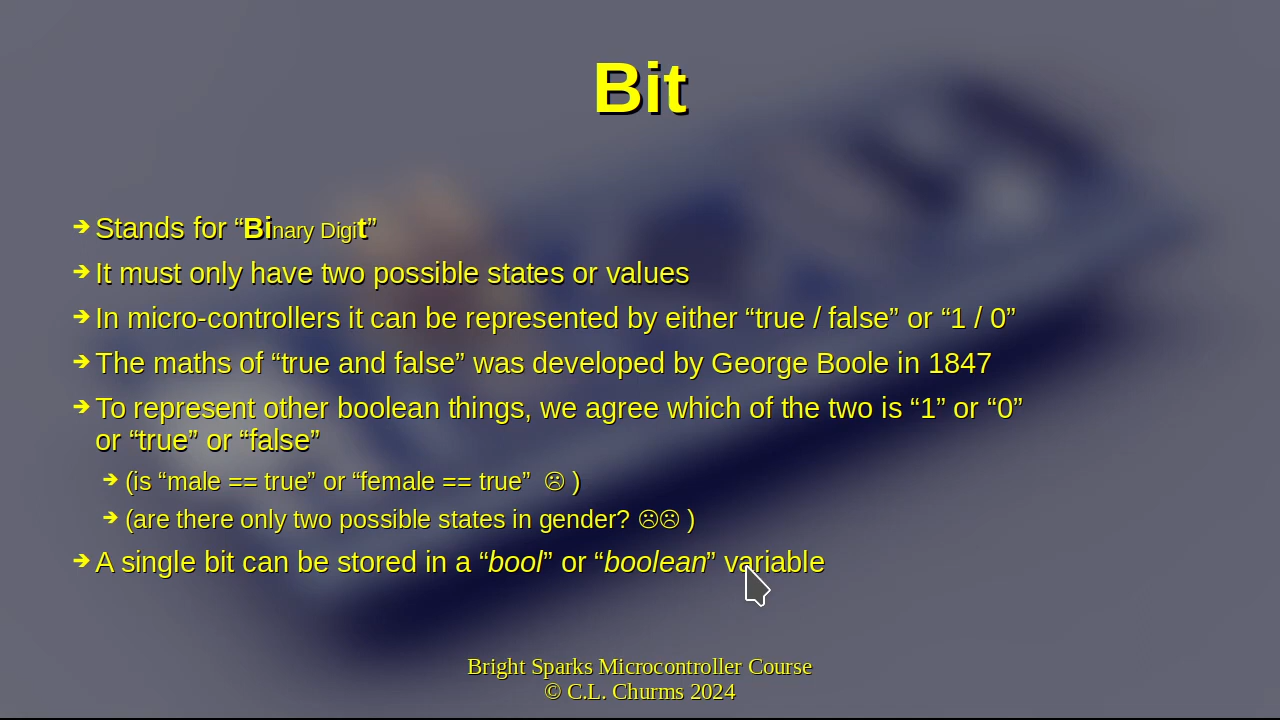 Bit
➔ Stands for “Binary Digit”
➔ It must only have two possible states or values
➔ In micro-controllers it can be represented by either “true / false” or “1 / 0”
➔ The maths of “true and false” was developed by George Boole in 1847
➔ To represent other boolean things, we agree which of the two is “1” or “0”
or “true” or “false”
➔ (is “male == true” or “female == true” ☹ )
➔ (are there only two possible states in gender? ☹☹ )
➔ A single bit can be stored in a “bool” or “boolean” variable
Bright Sparks Microcontroller Course
© C.L. Churms 2024